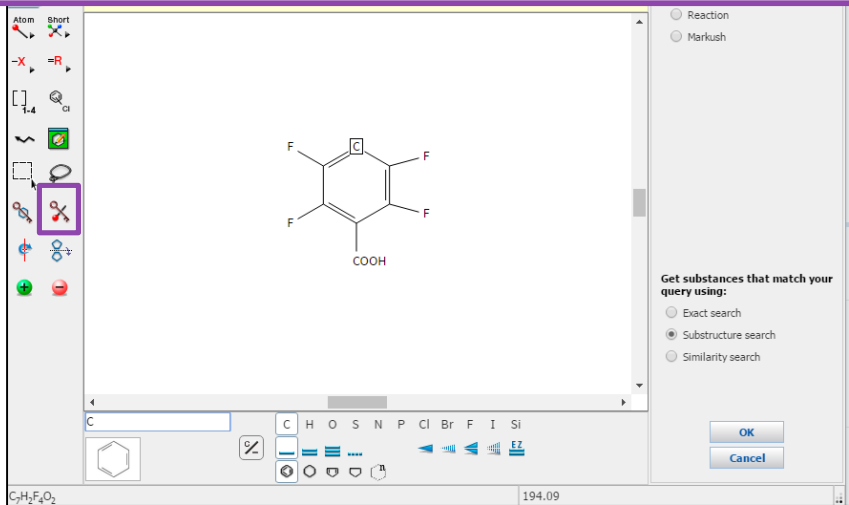 Atom Short
-X =R
1-4 Cl
Reaction
Markush
F C F
F F
COOH
Get substances that match your
query using:
Exact search
Substructure search
Similarity search
C
C/-
C H O S N P Cl Br F I Si
EZ
n
OK
Cancel
C₇H₂F₄O₂ 194.09